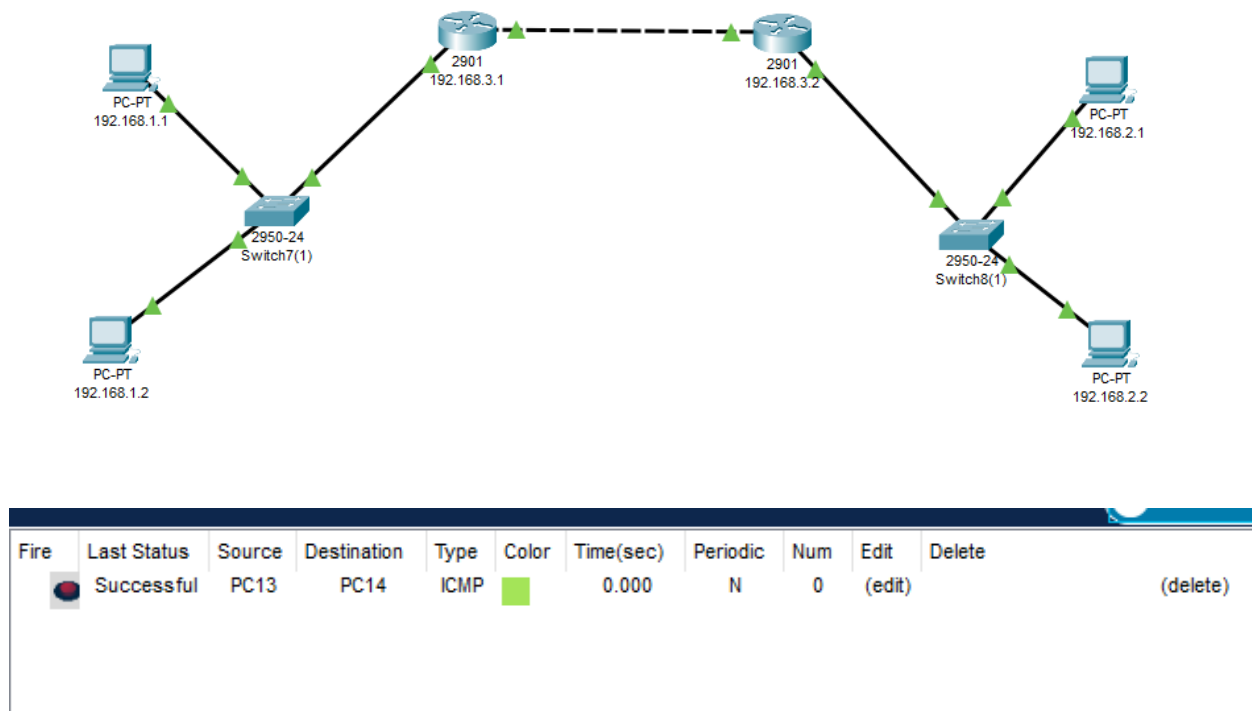 2901
192.168.3.1
2901
192.168.3.2
PC-PT
192.168.1.1
PC-PT
192.168.2.1
2950-24
Switch7(1)
2950-24
Switch8(1)
PC-PT
192.168.1.2
PC-PT
192.168.2.2
Fire Last Status Source Destination Type Color Time(sec) Periodic Num Edit Delete
Successful PC13 PC14 ICMP 0.000 N 0 (edit) (delete)